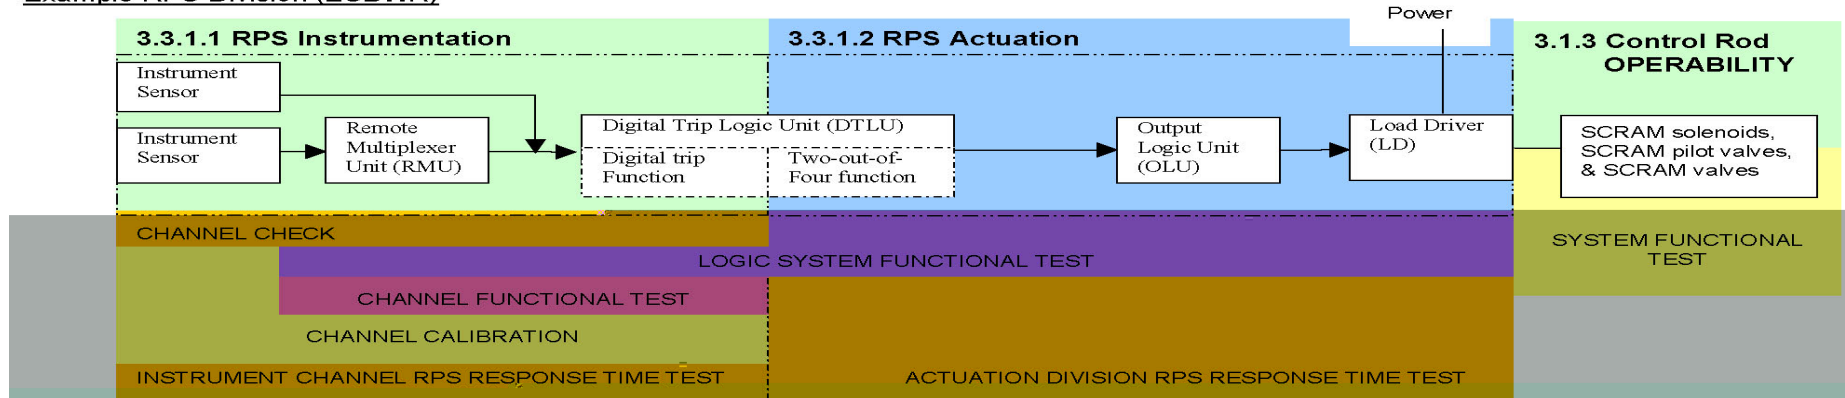 Example RPS Division (ESBWR)
Power
3.3.1.1 RPS Instrumentation
3.3.1.2 RPS Actuation
3.1.3 Control Rod
OPERABILITY
Instrument
Sensor
Instrument
Sensor
Remote
Multiplexer
Unit (RMU)
Digital Trip Logic Unit (DTLU)
Digital trip
Function
Two-out-of-
Four function
Output
Logic Unit
(OLU)
Load Driver
(LD)
SCRAM solenoids,
SCRAM pilot valves,
& SCRAM valves
CHANNEL CHECK
LOGIC SYSTEM FUNCTIONAL TEST
SYSTEM FUNCTIONAL
TEST
CHANNEL FUNCTIONAL TEST
CHANNEL CALIBRATION
INSTRUMENT CHANNEL RPS RESPONSE TIME TEST
ACTUATION DIVISION RPS RESPONSE TIME TEST